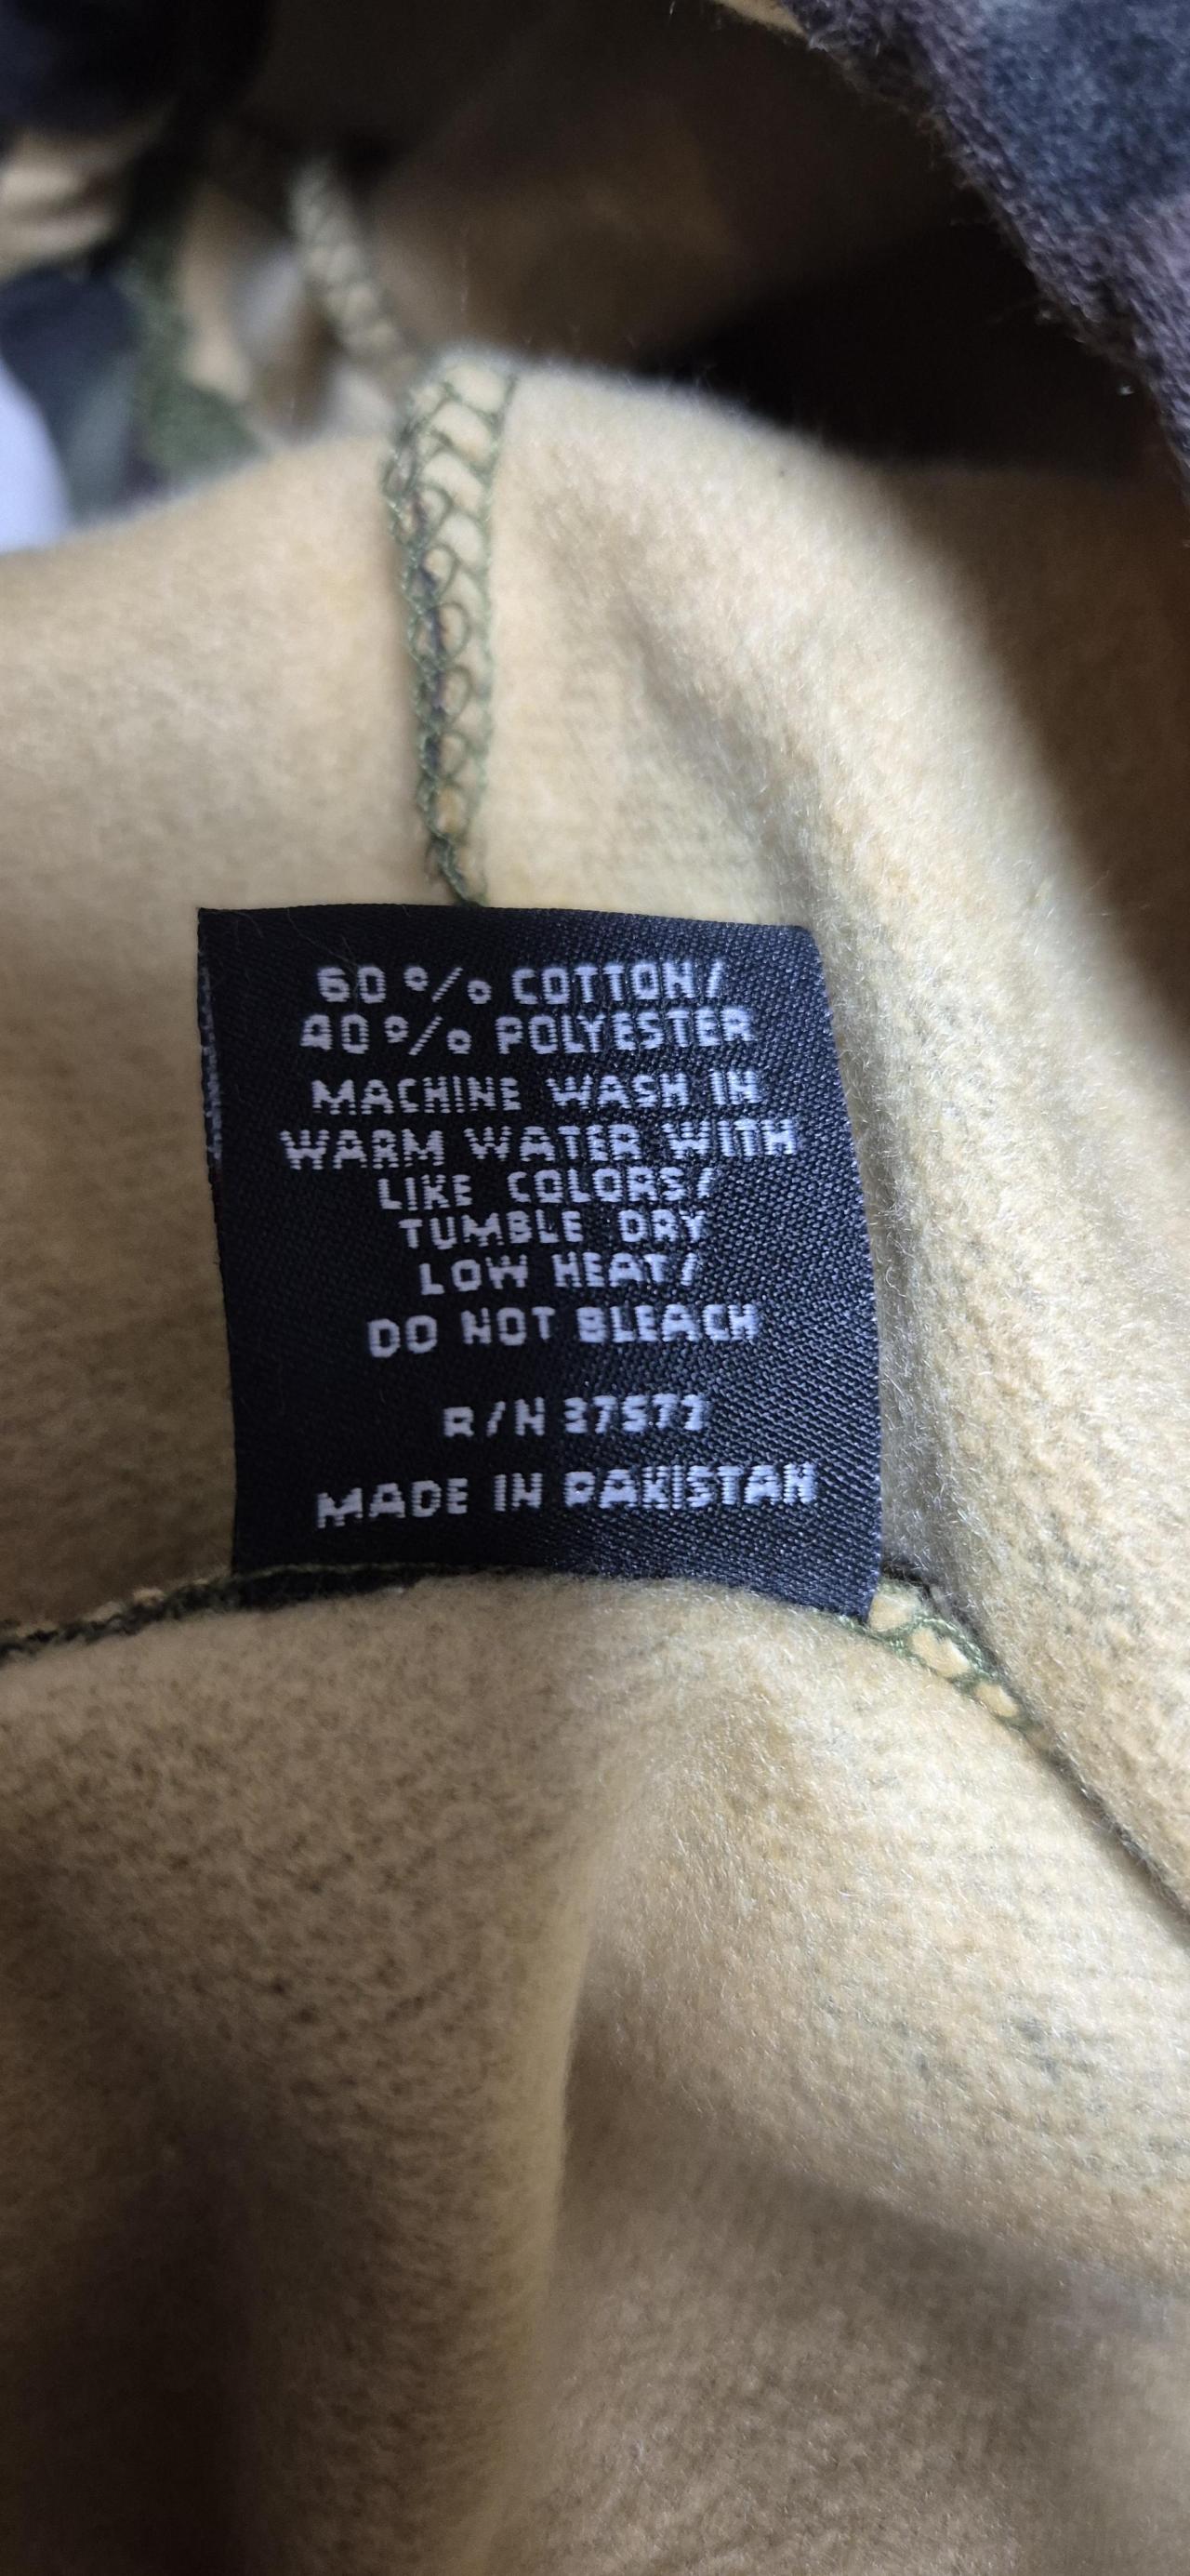 60% COTTON/
40% POLYESTER
MACHINE WASH IN
WARM WATER WITH
LIKE COLORS/
TUMBLE DRY
LOW HEAT/
DO NOT BLEACH
R/N
MADE IN PAKISTAN